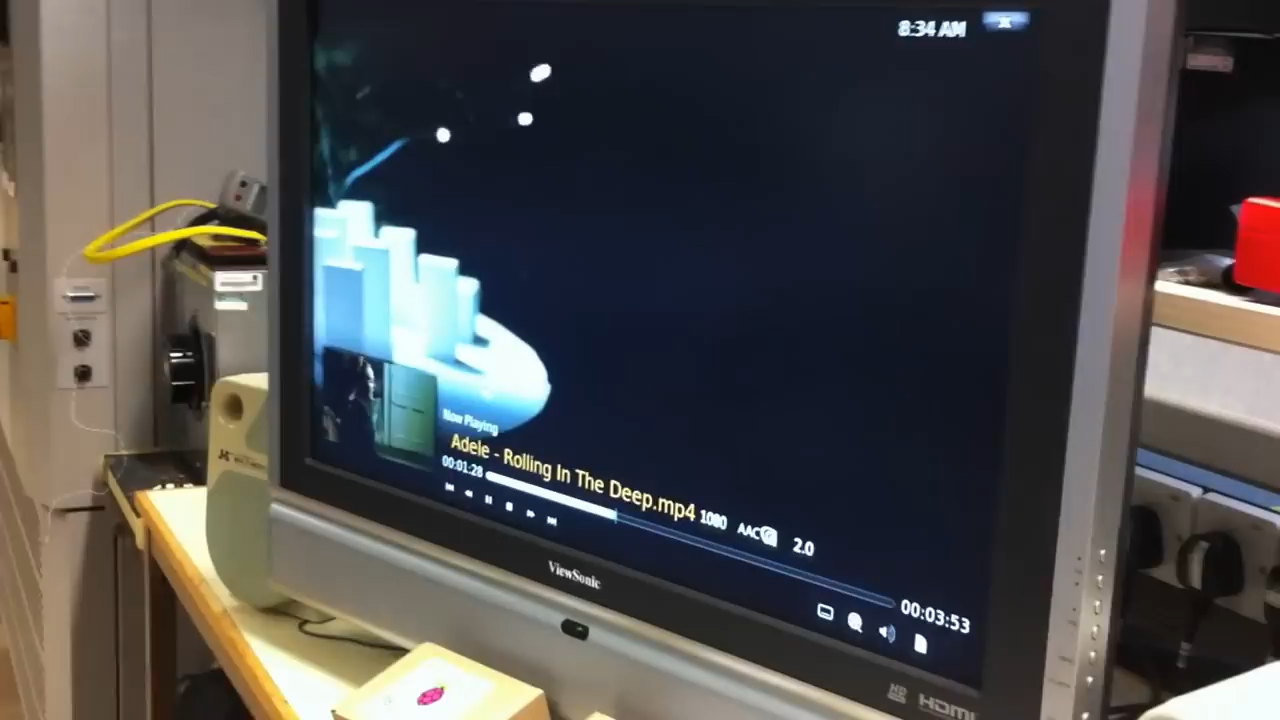 8:34 AM
Now Playing
Adele - Rolling In The Deep.mp4 1080 AAC 2.0
00:01:28
00:03:53
ViewSonic
HDMI